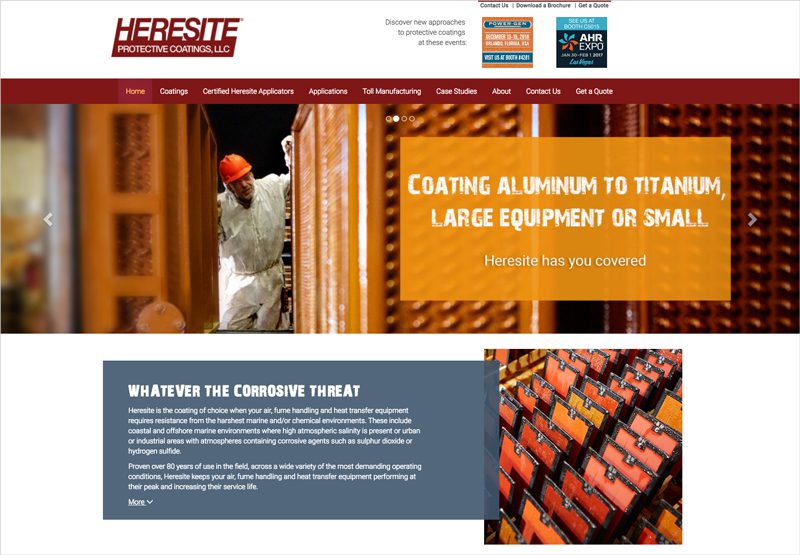 Contact Us | Download a Brochure | Get a Quote
HERESITE®
PROTECTIVE COATINGS, LLC
Discover new approaches
to protective coatings
at these events:
POWER-GEN
DECEMBER 13-15, 2016
ORLANDO, FLORIDA, USA
VISIT US AT BOOTH #4281
SEE US AT
BOOTH C5015
AHR
EXPO
JAN 30-FEB 1 2017
Las Vegas
Home Coatings Certified Heresite Applicators Applications Toll Manufacturing Case Studies About Contact Us Get a Quote
COATING ALUMINUM TO TITANIUM,
LARGE EQUIPMENT OR SMALL
Heresite has you covered
WHATEVER THE CORROSIVE THREAT
Heresite is the coating of choice when your air, fume handling and heat transfer equipment
requires resistance from the harshest marine and/or chemical environments. These include
coastal and offshore marine environments where high atmospheric salinity is present or urban
or industrial areas with atmospheres containing corrosive agents such as sulphur dioxide or
hydrogen sulfide.
Proven over 80 years of use in the field, across a wide variety of the most demanding operating
conditions, Heresite keeps your air, fume handling and heat transfer equipment performing at
their peak and increasing their service life.
More